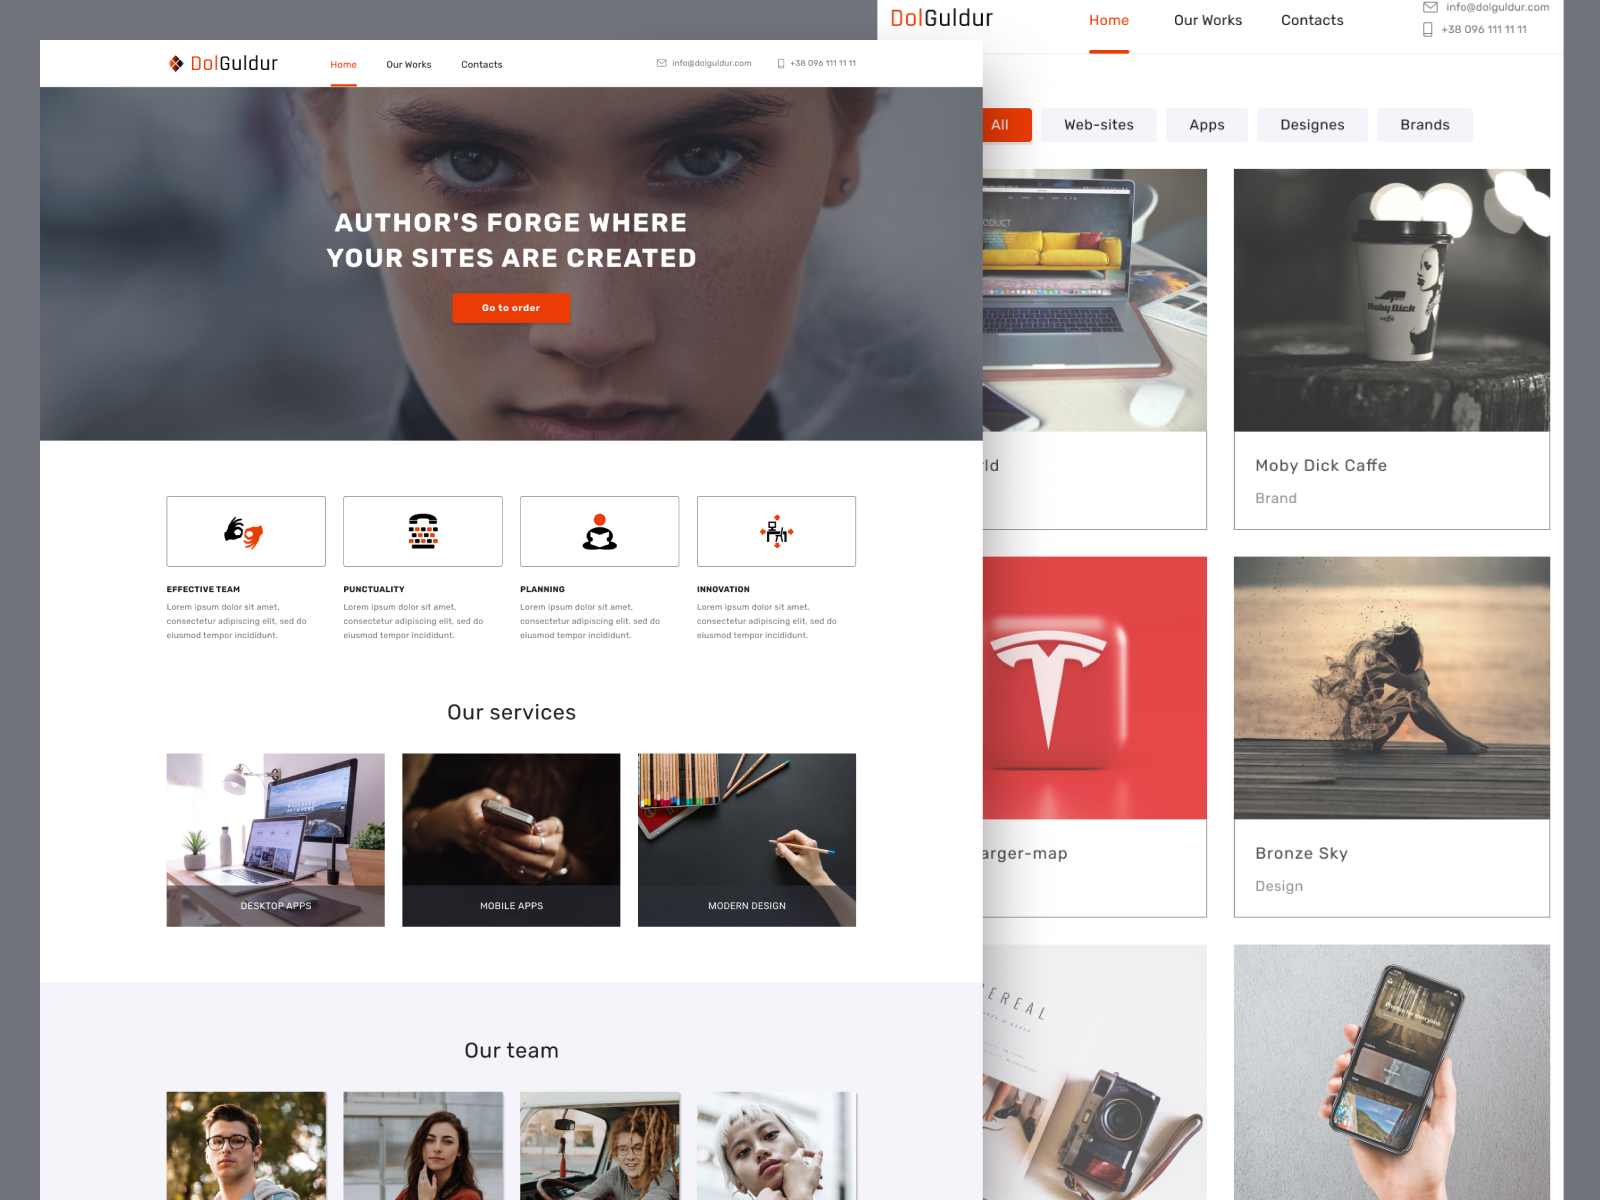 DolGuldur
Home
Our Works
Contacts
info@dolguldur.com
+38 096 111 11 11
AUTHOR'S FORGE WHERE
YOUR SITES ARE CREATED
Go to order
EFFECTIVE TEAM
Lorem ipsum dolor sit amet,
consectetur adipiscing elit, sed do
eiusmod tempor incididunt.
PUNCTUALITY
Lorem ipsum dolor sit amet,
consectetur adipiscing elit, sed do
eiusmod tempor incididunt.
PLANNING
Lorem ipsum dolor sit amet,
consectetur adipiscing elit, sed do
eiusmod tempor incididunt.
INNOVATION
Lorem ipsum dolor sit amet,
consectetur adipiscing elit, sed do
eiusmod tempor incididunt.
Our services
DESKTOP APPS
MOBILE APPS
MODERN DESIGN
Our team
DolGuldur
Home
Our Works
Contacts
info@dolguldur.com
+38 096 111 11 11
All
Web-sites
Apps
Designes
Brands
Moby Dick
caffe
rld
Moby Dick Caffe
Brand
arger-map
Bronze Sky
Design
EREAL